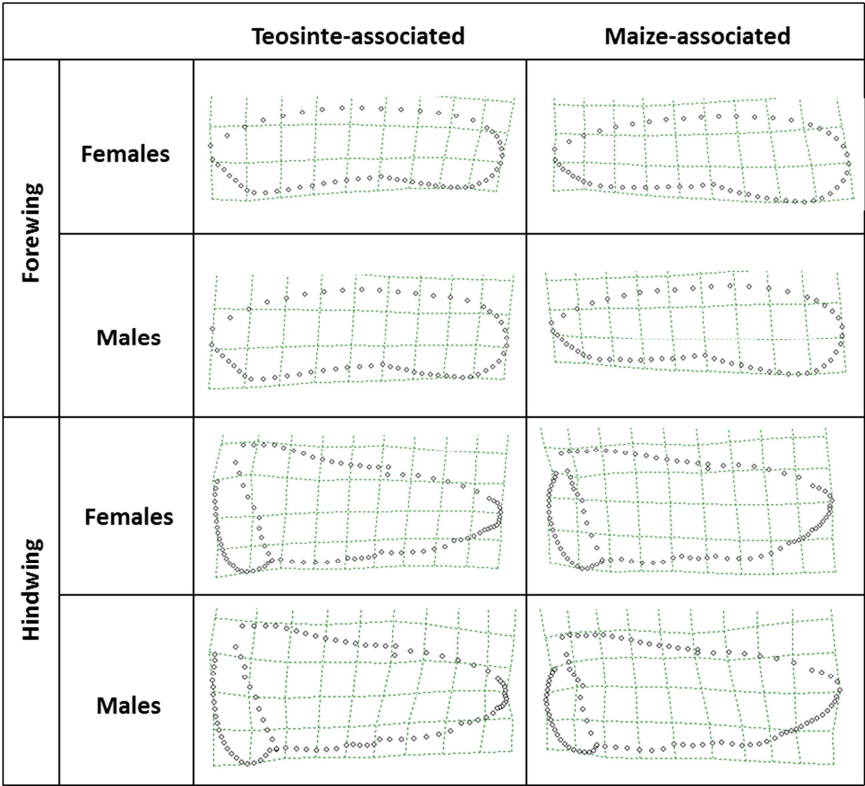 Teosinte-associated Maize-associated
Forewing
Females
Males
Hindwing
Females
Males